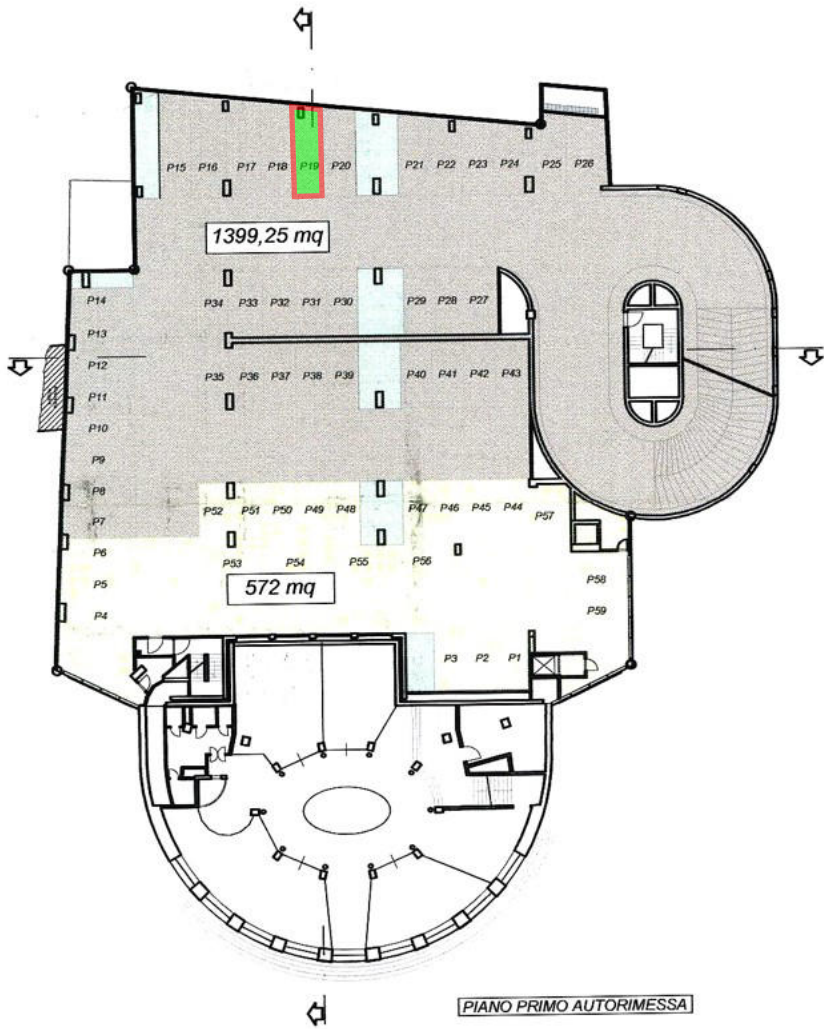 P15 P16 P17 P18 P19 P20 P21 P22 P23 P24 P25 P26
1399,25 mq
P14 P34 P33 P32 P31 P30 P29 P28 P27
P13
P12
P35 P36 P37 P38 P39 P40 P41 P42 P43
P11
P10
P9
P8
P52 P51 P50 P49 P48 P47 P46 P45 P44 P57
P7
P6
P53 P54 P55 P56
P5 P58
572 mq
P4 P59
P3 P2 P1
PIANO PRIMO AUTORIMESSA